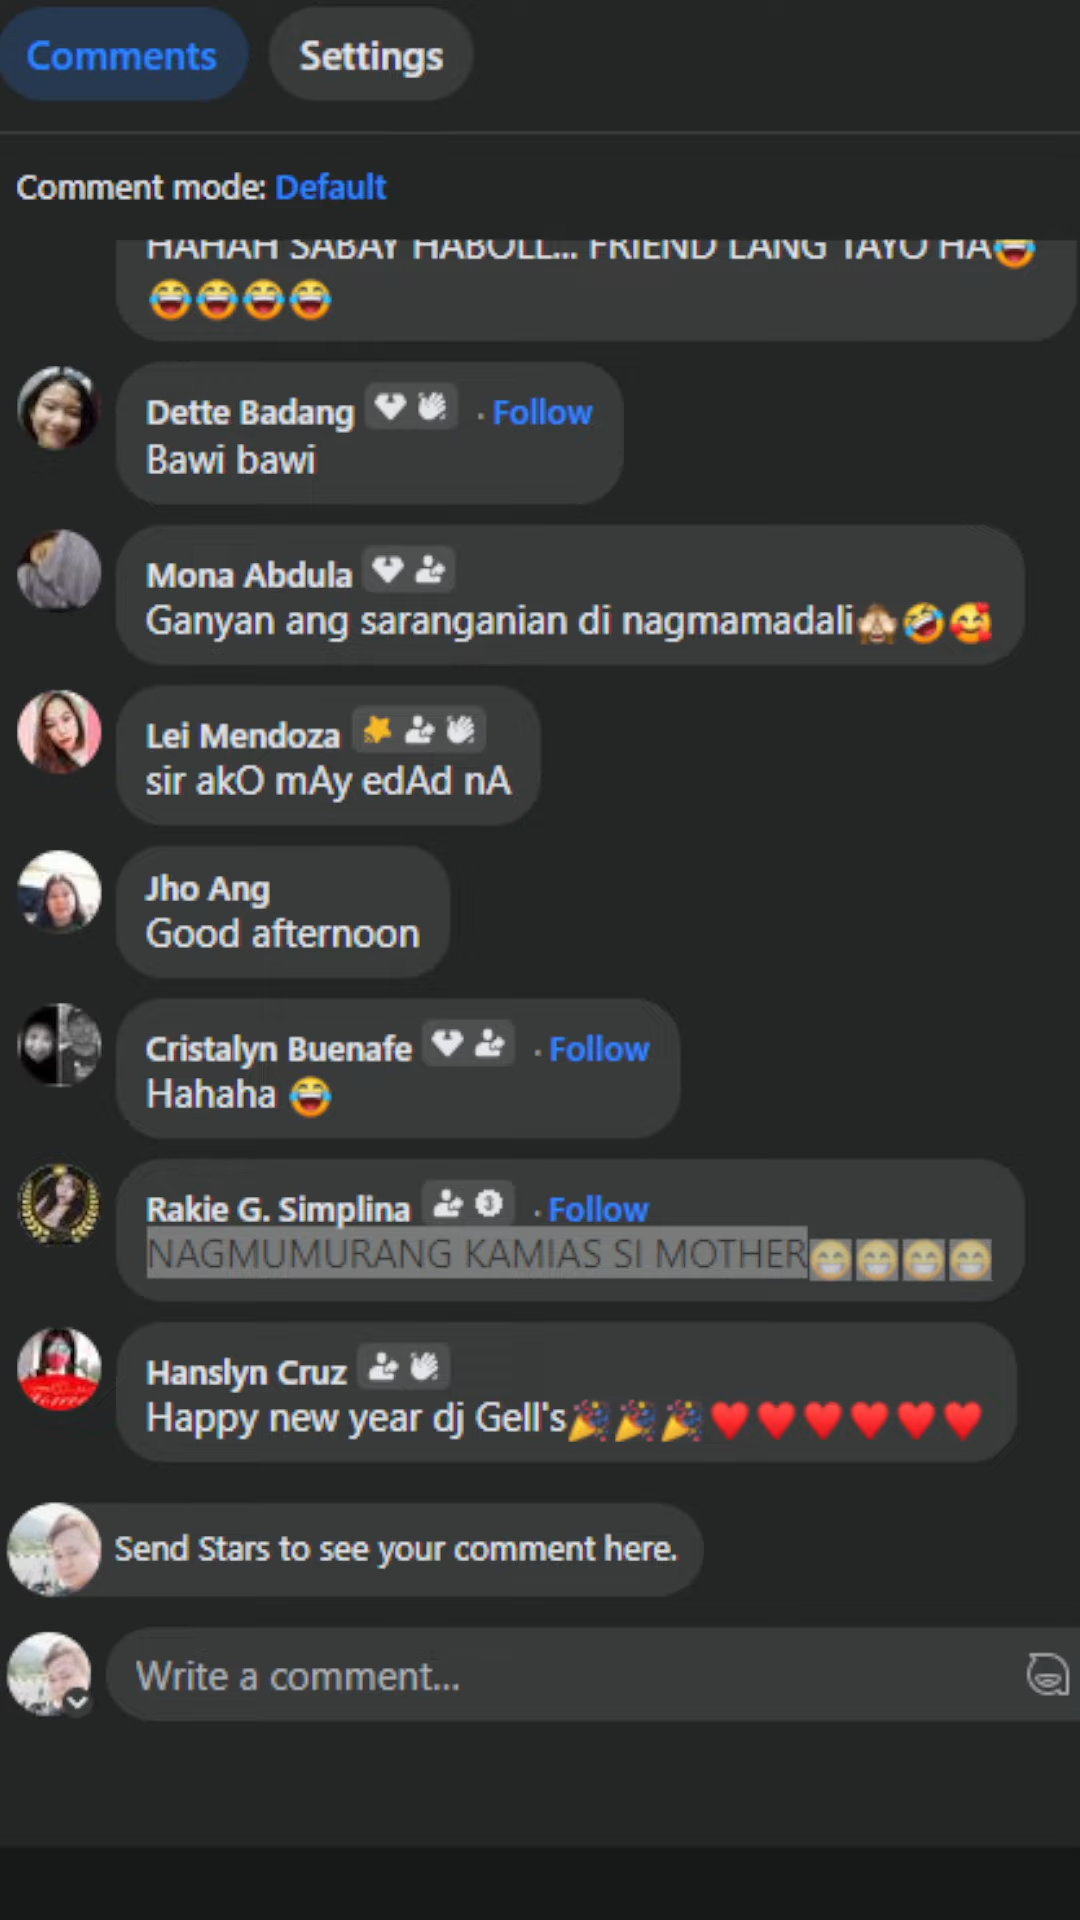 Comments Settings
Comment mode: Default
HAHAH SABAY HABOLL... FRIEND LANG TAYO HA😂
😂😂😂😂
Dette Badang · Follow
Bawi bawi
Mona Abdula
Ganyan ang saranganian di nagmamadali🙈🤣🥰
Lei Mendoza
sir akO mAy edAd nA
Jho Ang
Good afternoon
Cristalyn Buenafe · Follow
Hahaha 😂
Rakie G. Simplina · Follow
NAGMUMURANG KAMIAS SI MOTHER😁😁😁😁
Hanslyn Cruz
Happy new year dj Gell's🎉🎉🎉❤️❤️❤️❤️❤️❤️
Send Stars to see your comment here.
Write a comment...